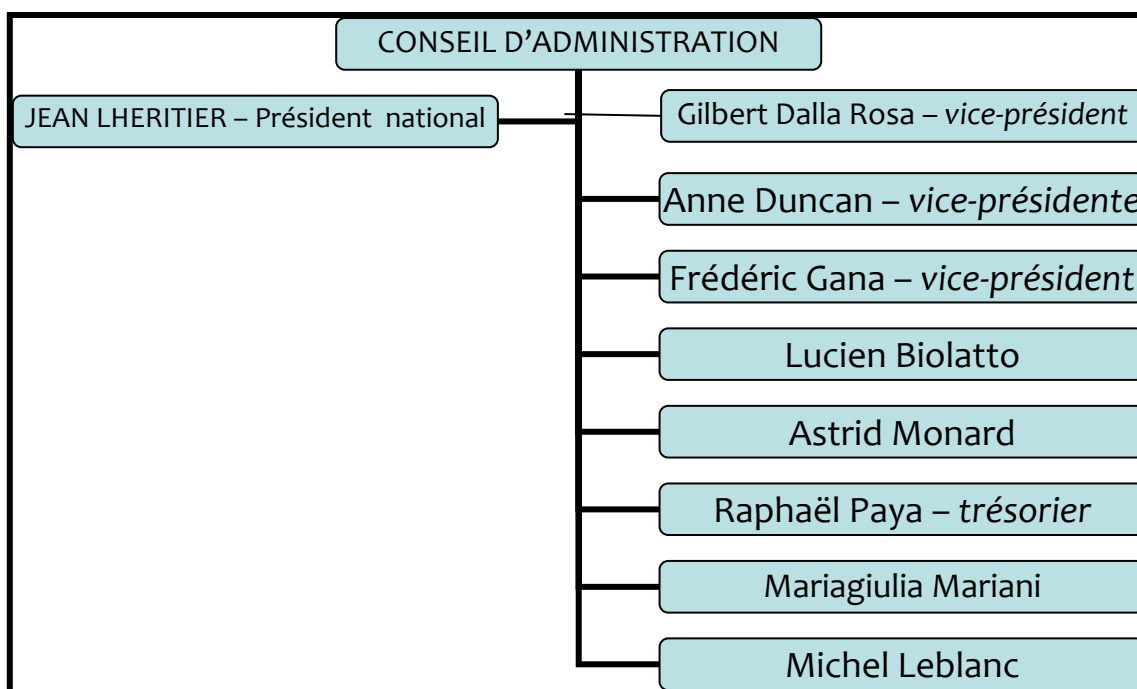 CONSEIL D’ADMINISTRATION
JEAN LHERITIER – Président national
Gilbert Dalla Rosa – vice-président
Anne Duncan – vice-présidente
Frédéric Gana – vice-président
Lucien Biolatto
Astrid Monard
Raphaël Paya – trésorier
Mariagiulia Mariani
Michel Leblanc